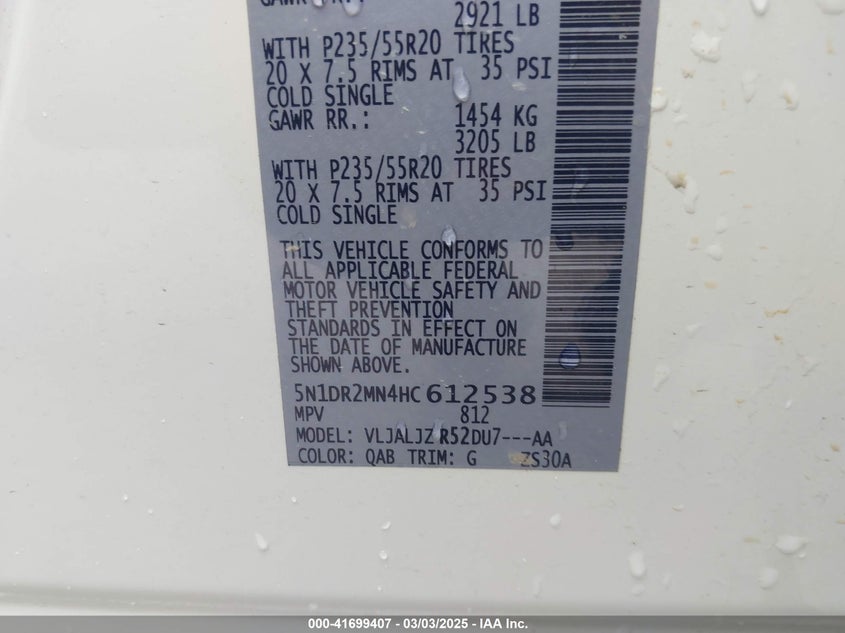 2921 LB
WITH P235/55R20 TIRES
20 X 7.5 RIMS AT 35 PSI
COLD SINGLE
GAWR RR.: 1454 KG
3205 LB
WITH P235/55R20 TIRES
20 X 7.5 RIMS AT 35 PSI
COLD SINGLE
THIS VEHICLE CONFORMS TO
ALL APPLICABLE FEDERAL
MOTOR VEHICLE SAFETY AND
THEFT PREVENTION
STANDARDS IN EFFECT ON
THE DATE OF MANUFACTURE
SHOWN ABOVE.
5N1DR2MN4HC612538
MPV 812
MODEL: VLJALJZ R52DU7---AA
COLOR: QAB TRIM: G ZS30A
000-41699407 - 03/03/2025 - IAA, Inc.